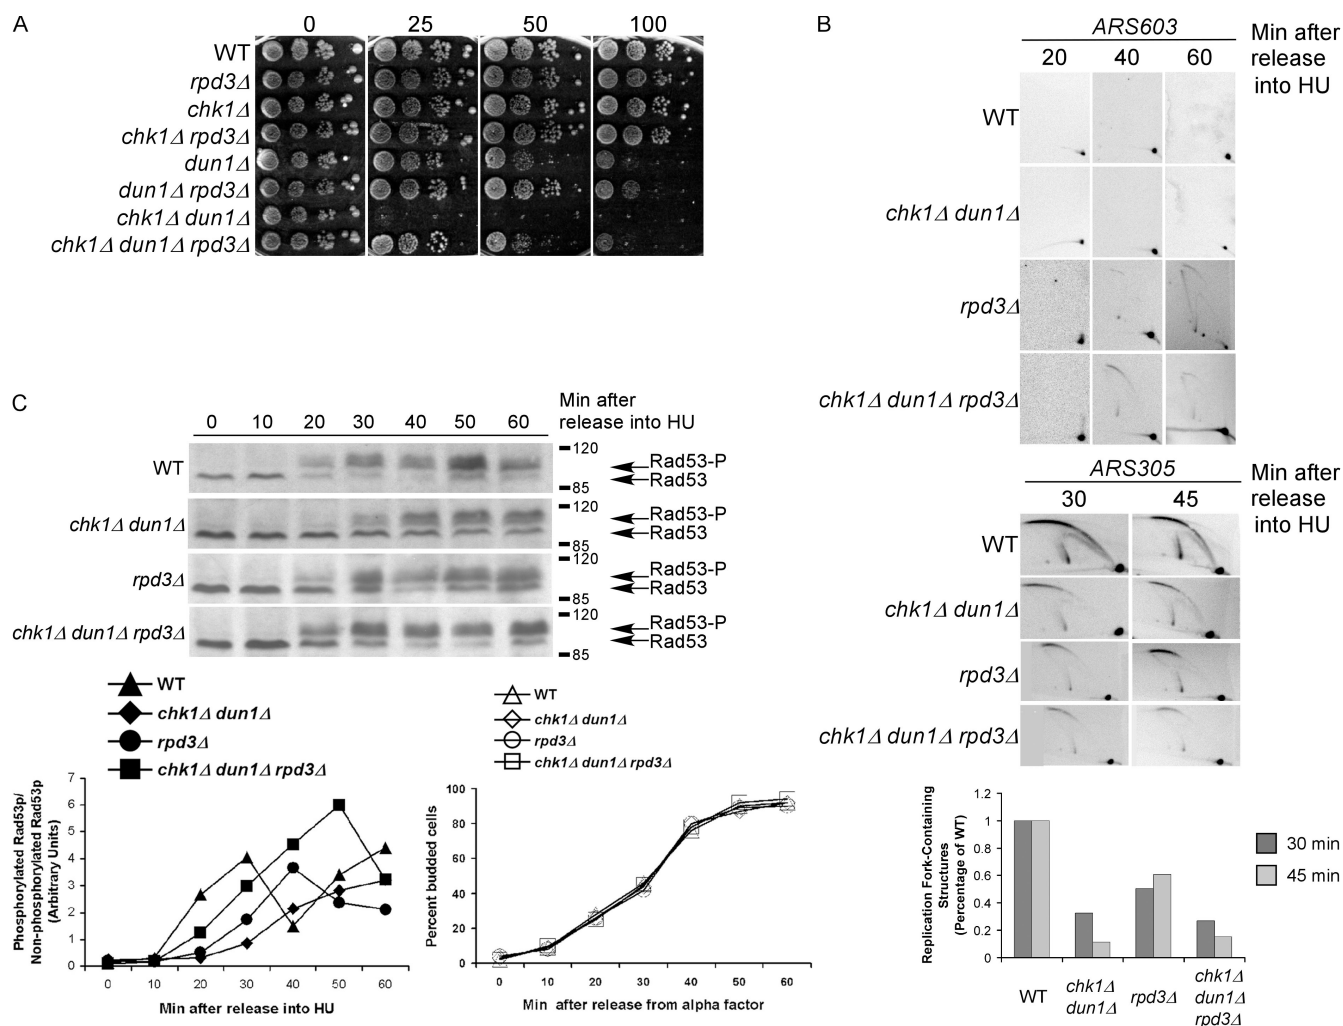 A
0 25 50 100
WT
rpd3Δ
chk1Δ
chk1Δ rpd3Δ
dun1Δ
dun1Δ rpd3Δ
chk1Δ dun1Δ
chk1Δ dun1Δ rpd3Δ
B
ARS603
20 40 60
Min after
release
into HU
WT
chk1Δ dun1Δ
rpd3Δ
chk1Δ dun1Δ rpd3Δ
ARS305
30 45
Min after
release
into HU
WT
chk1Δ dun1Δ
rpd3Δ
chk1Δ dun1Δ rpd3Δ
1.2
1
0.8
0.6
0.4
0.2
0
Replication Fork-Containing
Structures
(Percentage of WT)
WT
chk1Δ
dun1Δ
rpd3Δ
chk1Δ
dun1Δ
rpd3Δ
30 min
45 min
C
0 10 20 30 40 50 60
Min after
release into HU
WT
120
Rad53-P
Rad53
85
chk1Δ dun1Δ
120
Rad53-P
Rad53
85
rpd3Δ
120
Rad53-P
Rad53
85
chk1Δ dun1Δ rpd3Δ
120
Rad53-P
Rad53
85
WT
chk1Δ dun1Δ
rpd3Δ
chk1Δ dun1Δ rpd3Δ
7
6
5
4
3
2
1
0
Phosphorylated Rad53p/
Non-phosphorylated Rad53p
(Arbitrary Units)
0 10 20 30 40 50 60
Min after release into HU
WT
chk1Δ dun1Δ
rpd3Δ
chk1Δ dun1Δ rpd3Δ
100
80
60
40
20
0
Percent budded cells
0 10 20 30 40 50 60
Min after release from alpha factor